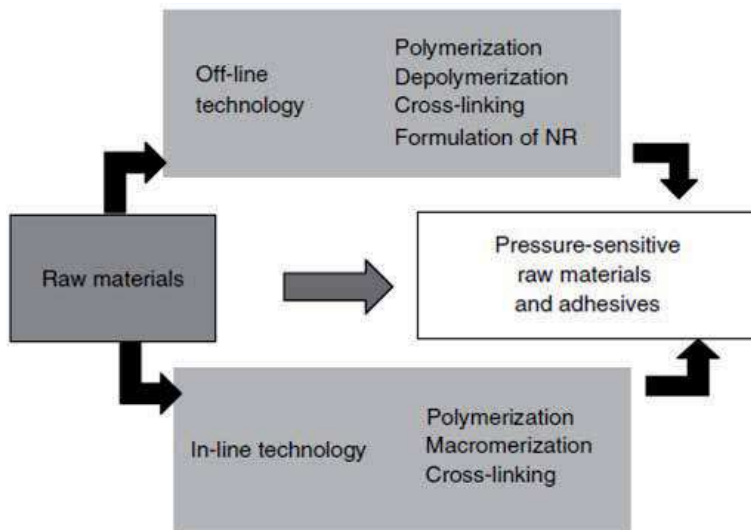 Off-line
technology
Polymerization
Depolymerization
Cross-linking
Formulation of NR
Raw materials
Pressure-sensitive
raw materials
and adhesives
In-line technology
Polymerization
Macromerization
Cross-linking